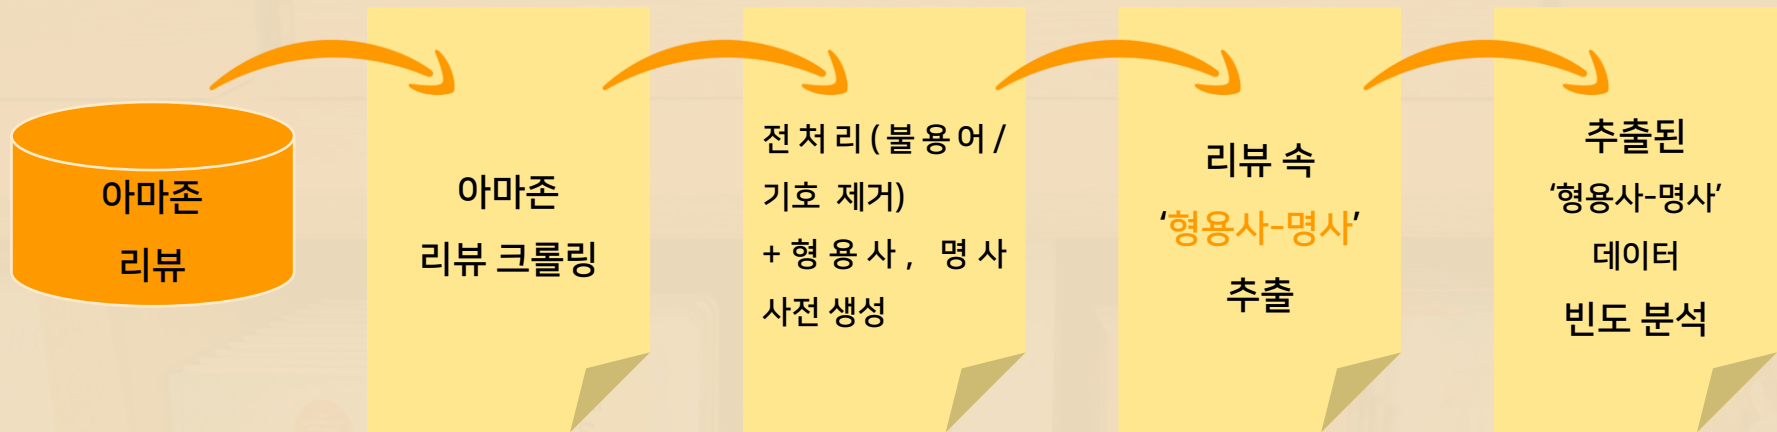 아마존
리뷰
아마존
리뷰 크롤링
전처리(불용어/
기호 제거)
+형용사, 명사
사전 생성
리뷰 속
‘형용사-명사’
추출
추출된
‘형용사-명사’
데이터
빈도 분석